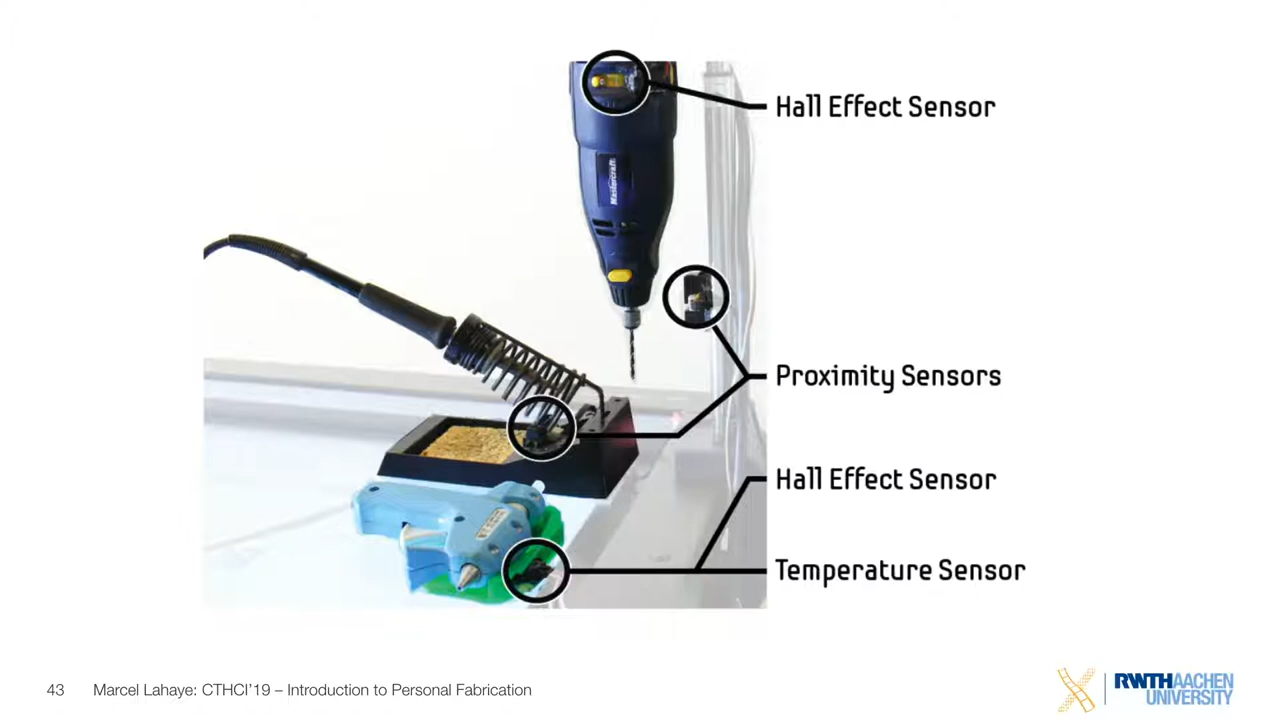 Hall Effect Sensor
Mastercraft
Proximity Sensors
Hall Effect Sensor
Temperature Sensor
43 Marcel Lahaye: CTHCI'19 – Introduction to Personal Fabrication
RWTHAACHEN
UNIVERSITY